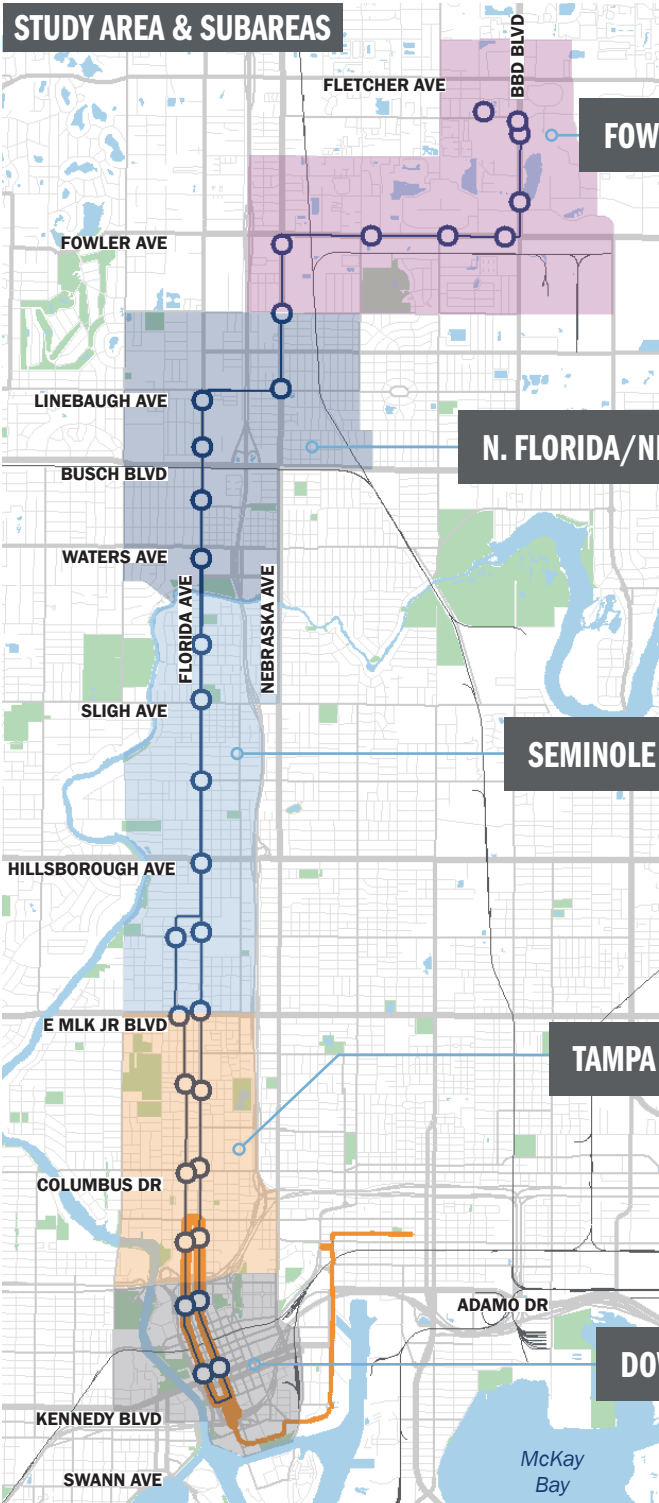 STUDY AREA & SUBAREAS
BBD BLVD
FLETCHER AVE
FOW
FOWLER AVE
LINEBAUGH AVE
N. FLORIDA/
BUSCH BLVD
WATERS AVE
FLORIDA AVE
NEBRASKA AVE
SLIGH AVE
SEMINOLE
HILLSBOROUGH AVE
E MLK JR BLVD
TAMPA
COLUMBUS DR
ADAMO DR
DO
KENNEDY BLVD
McKay
Bay
SWANN AVE